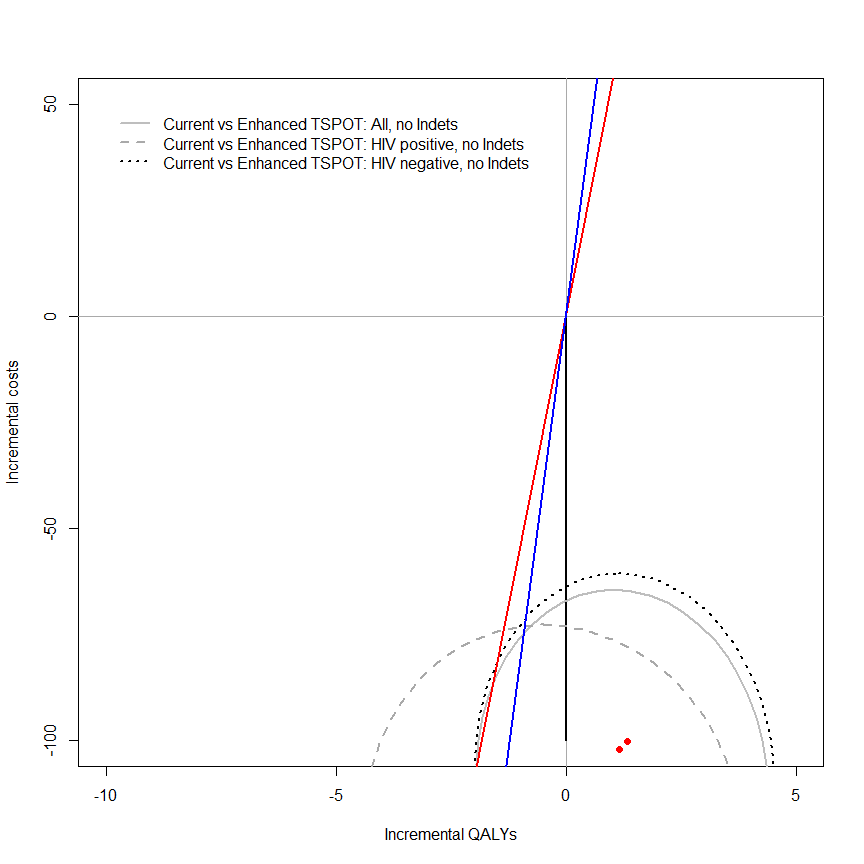 Current vs Enhanced TSPOT: All, no Indets
Current vs Enhanced TSPOT: HIV positive, no Indets
Current vs Enhanced TSPOT: HIV negative, no Indets
50
0
-50
-100
Incremental costs
-10
-5
0
5
Incremental QALYs